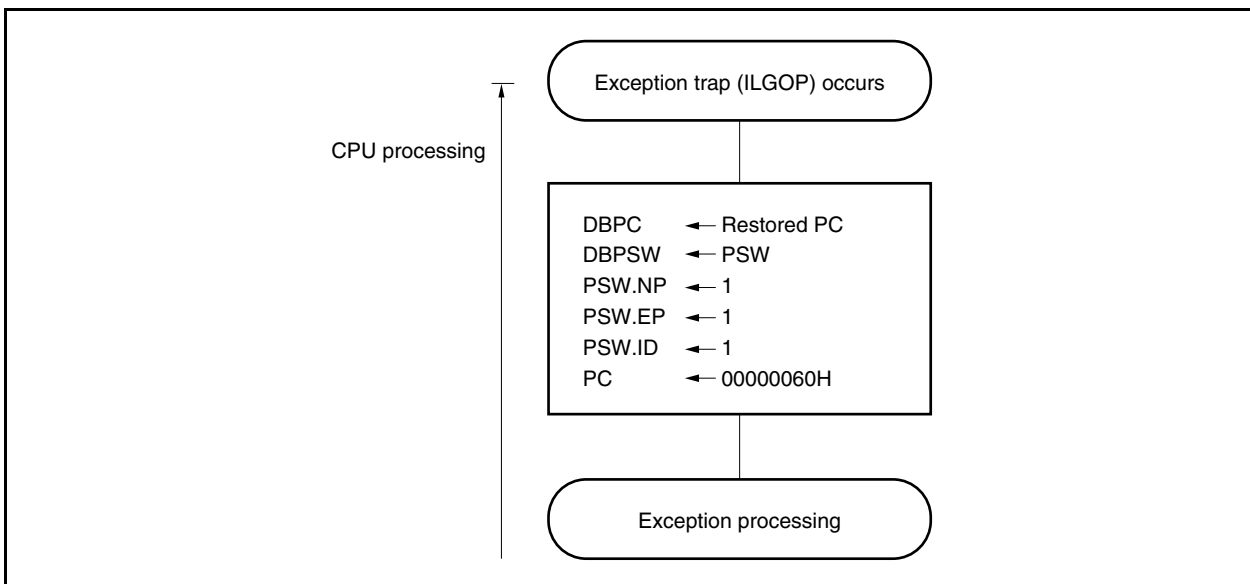 Exception trap (ILGOP) occurs
CPU processing
DBPC ← Restored PC
DBPSW ← PSW
PSW.NP ← 1
PSW.EP ← 1
PSW.ID ← 1
PC ← 00000060H
Exception processing